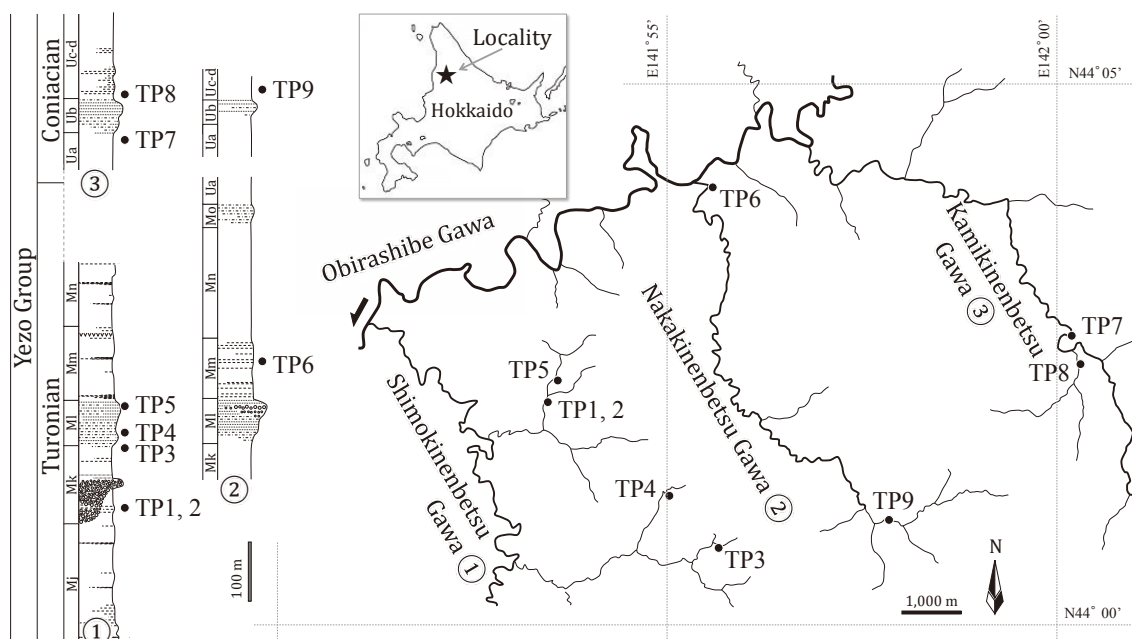 Yezo Group
Coniacian
Turonian
Uc-d
Ub
Ua
TP8
TP7
③
Mn
Mm
Ml
Mk
Mj
TP5
TP4
TP3
TP1, 2
①
Uc-d
Ub
Ua
TP9
Ua
Mo
Mn
Mm
Ml
Mk
TP6
②
100 m
Locality
Hokkaido
E141° 55'
E142° 00'
N44° 05'
Obirashibe Gawa
TP6
Kamikinenbetsu
Gawa ③
TP7
TP8
Nakakinenbetsu Gawa ②
TP5
TP1, 2
Shimokinenbetsu
Gawa ①
TP4
TP3
TP9
N
1,000 m
N44° 00'